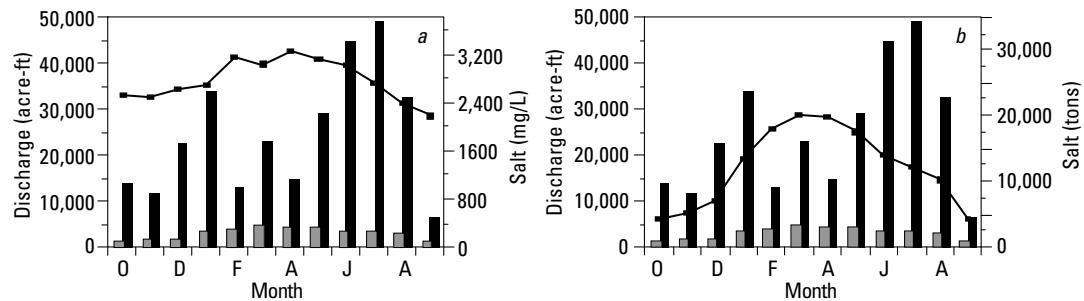 a
Discharge (acre-ft)
50,000
40,000
30,000
20,000
10,000
0
3,200
2,400
1600
800
0
Salt (mg/L)
O D F A J A
Month
b
Discharge (acre-ft)
50,000
40,000
30,000
20,000
10,000
0
30,000
20,000
10,000
0
Salt (tons)
O D F A J A
Month